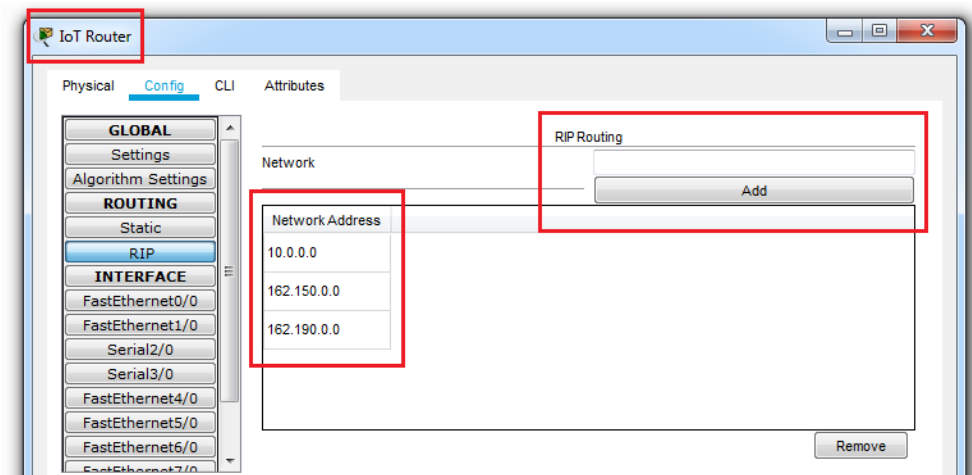 IoT Router
Physical Config CLI Attributes
GLOBAL
Settings
Algorithm Settings
ROUTING
Static
RIP
INTERFACE
FastEthernet0/0
FastEthernet1/0
Serial2/0
Serial3/0
FastEthernet4/0
FastEthernet5/0
FastEthernet6/0
FastEthernet7/0
RIP Routing
Network
Add
Network Address
10.0.0.0
162.150.0.0
162.190.0.0
Remove